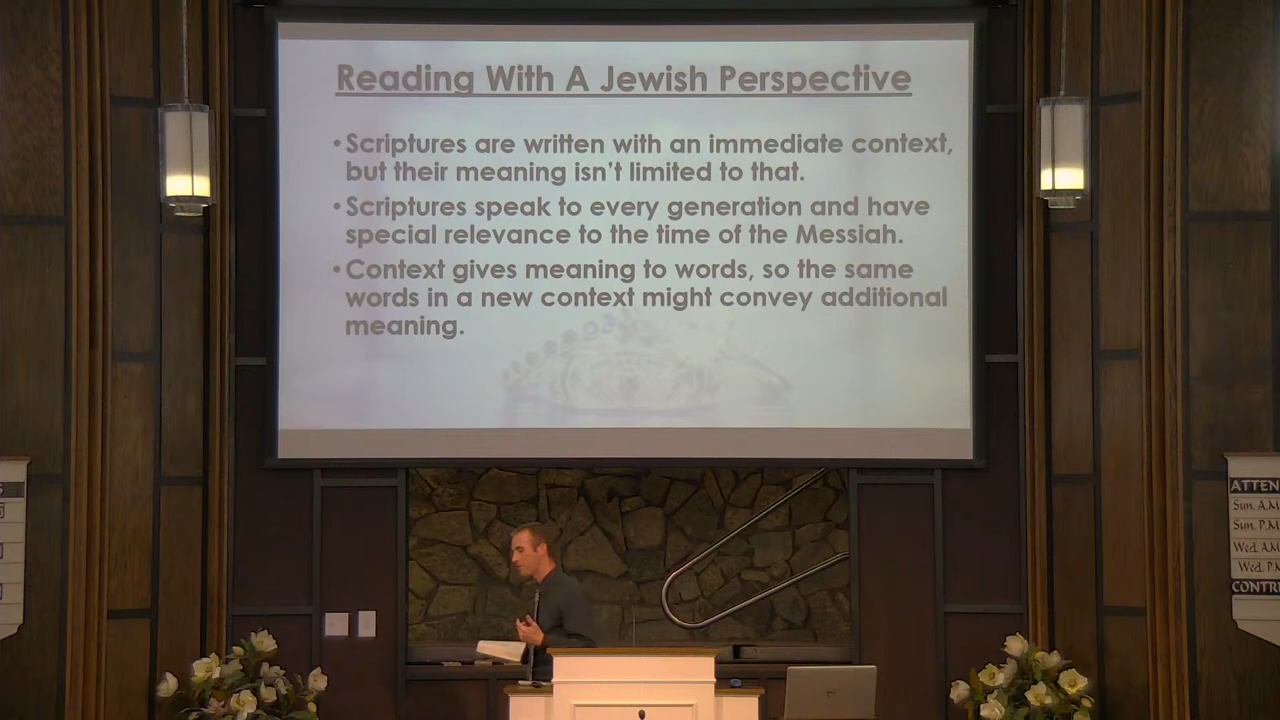 Reading With A Jewish Perspective
• Scriptures are written with an immediate context,
but their meaning isn't limited to that.
• Scriptures speak to every generation and have
special relevance to the time of the Messiah.
• Context gives meaning to words, so the same
words in a new context might convey additional
meaning.
ATTEN
Sun. A.M
Sun. P.M
Wed. A.M
Wed. P.M
CONTR
DELL